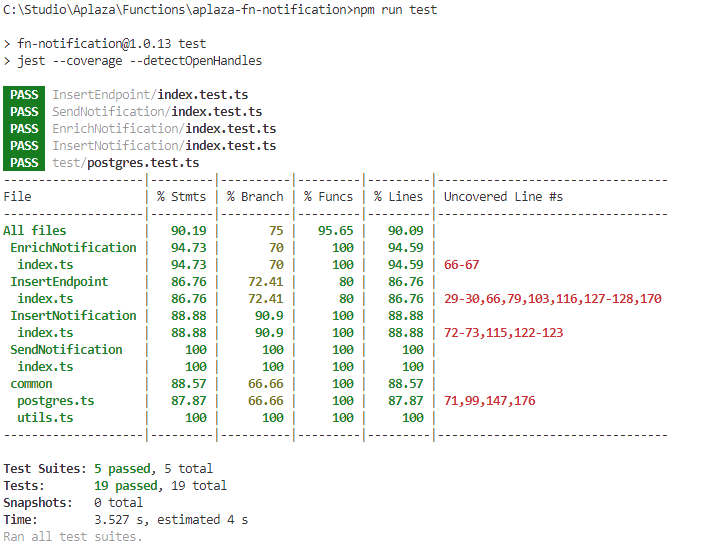 C:\Studio\Aplaza\Functions\aplaza-fn-notification>npm run test
> fn-notification@1.0.13 test
> jest --coverage --detectOpenHandles
PASS InsertEndpoint/index.test.ts
PASS SendNotification/index.test.ts
PASS EnrichNotification/index.test.ts
PASS InsertNotification/index.test.ts
PASS test/postgres.test.ts
--------------------|---------|----------|---------|---------|--------------------------------
File                | % Stmts | % Branch | % Funcs | % Lines | Uncovered Line #s
--------------------|---------|----------|---------|---------|--------------------------------
All files           |   90.19 |       75 |   95.65 |   90.09 |
 EnrichNotification |   94.73 |       70 |     100 |   94.59 |
  index.ts          |   94.73 |       70 |     100 |   94.59 | 66-67
 InsertEndpoint     |   86.76 |    72.41 |      80 |   86.76 |
  index.ts          |   86.76 |    72.41 |      80 |   86.76 | 29-30,66,79,103,116,127-128,170
 InsertNotification |   88.88 |     90.9 |     100 |   88.88 |
  index.ts          |   88.88 |     90.9 |     100 |   88.88 | 72-73,115,122-123
 SendNotification   |     100 |      100 |     100 |     100 |
  index.ts          |     100 |      100 |     100 |     100 |
 common             |   88.57 |    66.66 |     100 |   88.57 |
  postgres.ts       |   87.87 |    66.66 |     100 |   87.87 | 71,99,147,176
  utils.ts          |     100 |      100 |     100 |     100 |
--------------------|---------|----------|---------|---------|--------------------------------
Test Suites: 5 passed, 5 total
Tests:       19 passed, 19 total
Snapshots:   0 total
Time:        3.527 s, estimated 4 s
Ran all test suites.